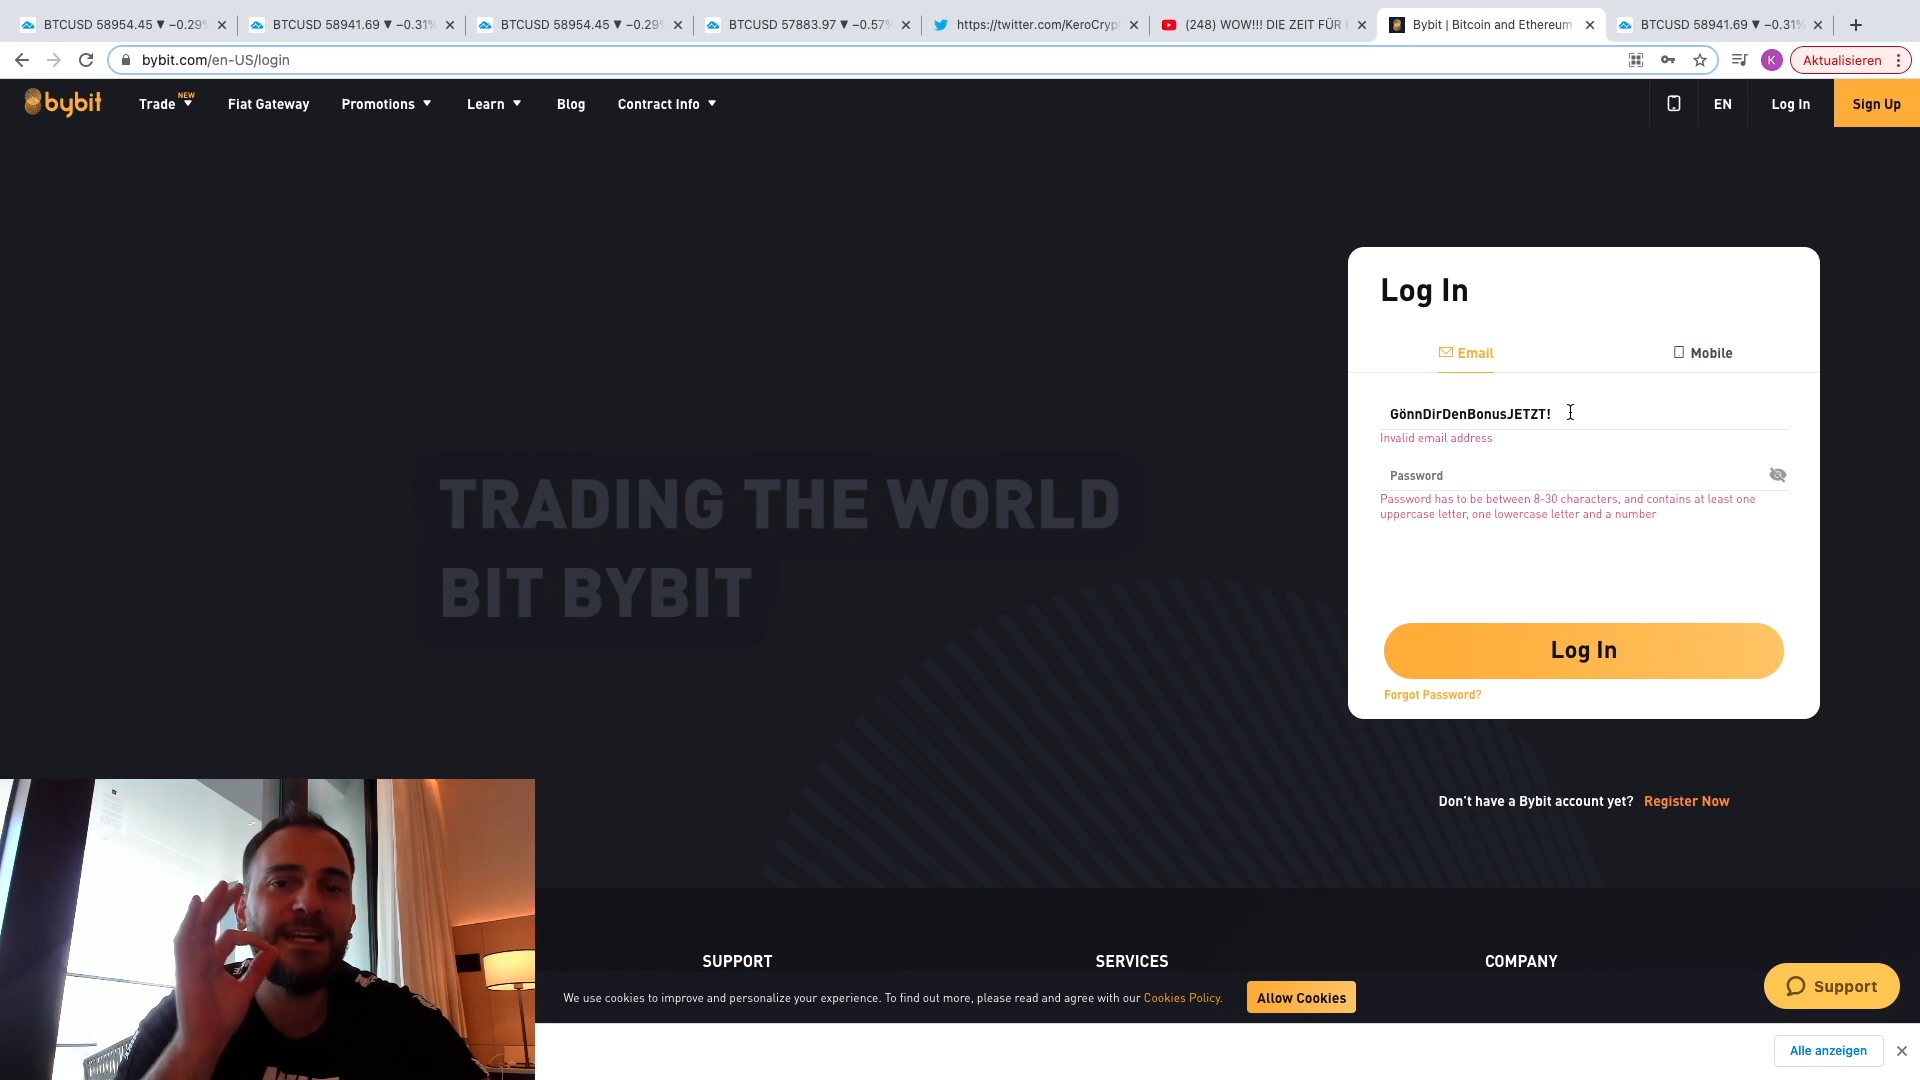 BTCUSD 58954.45 ▼ −0.29%
BTCUSD 58941.69 ▼ −0.31%
BTCUSD 58954.45 ▼ −0.29%
BTCUSD 57883.97 ▼ −0.57%
https://twitter.com/KeroCryp
(248) WOW!!! DIE ZEIT FÜR
Bybit | Bitcoin and Ethereum
BTCUSD 58941.69 ▼ −0.31%
bybit.com/en-US/login
K
Aktualisieren
bybit
Trade NEW
Fiat Gateway
Promotions
Learn
Blog
Contract Info
EN
Log In
Sign Up
TRADING THE WORLD
BIT BYBIT
Log In
Email
Mobile
GönnDirDenBonusJETZT!
Invalid email address
Password
Password has to be between 8-30 characters, and contains at least one
uppercase letter, one lowercase letter and a number
Log In
Forgot Password?
Don't have a Bybit account yet? Register Now
SUPPORT
SERVICES
COMPANY
We use cookies to improve and personalize your experience. To find out more, please read and agree with our Cookies Policy.
Allow Cookies
Support
Alle anzeigen